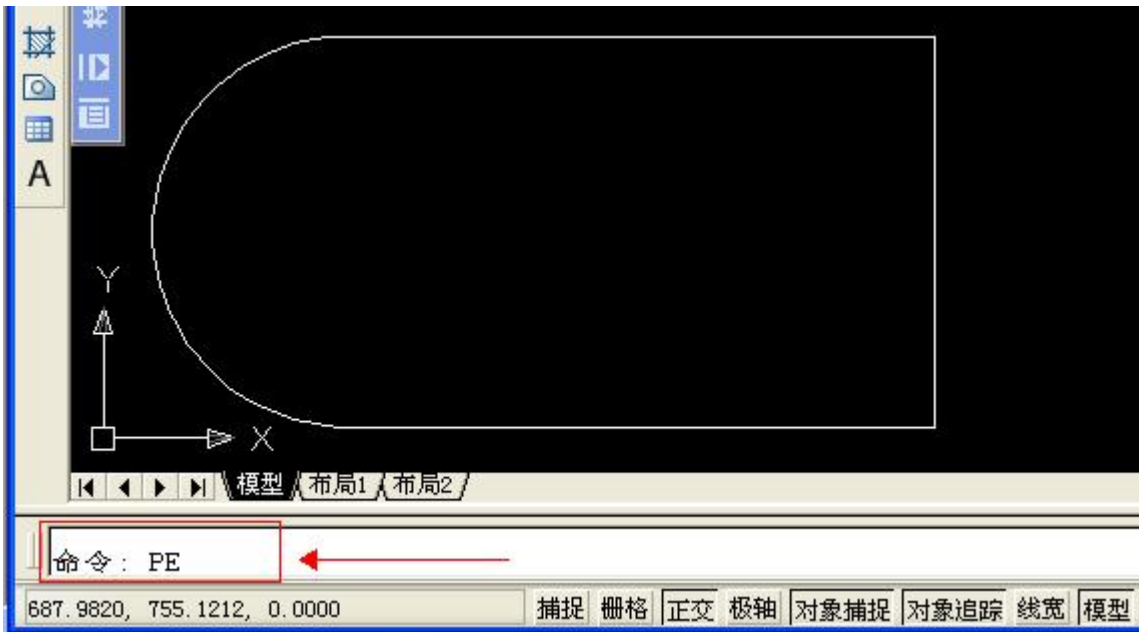 A
Y
X
模型 布局1 布局2
命令: PE
687.9820, 755.1212, 0.0000 捕捉 栅格 正交 极轴 对象捕捉 对象追踪 线宽 模型